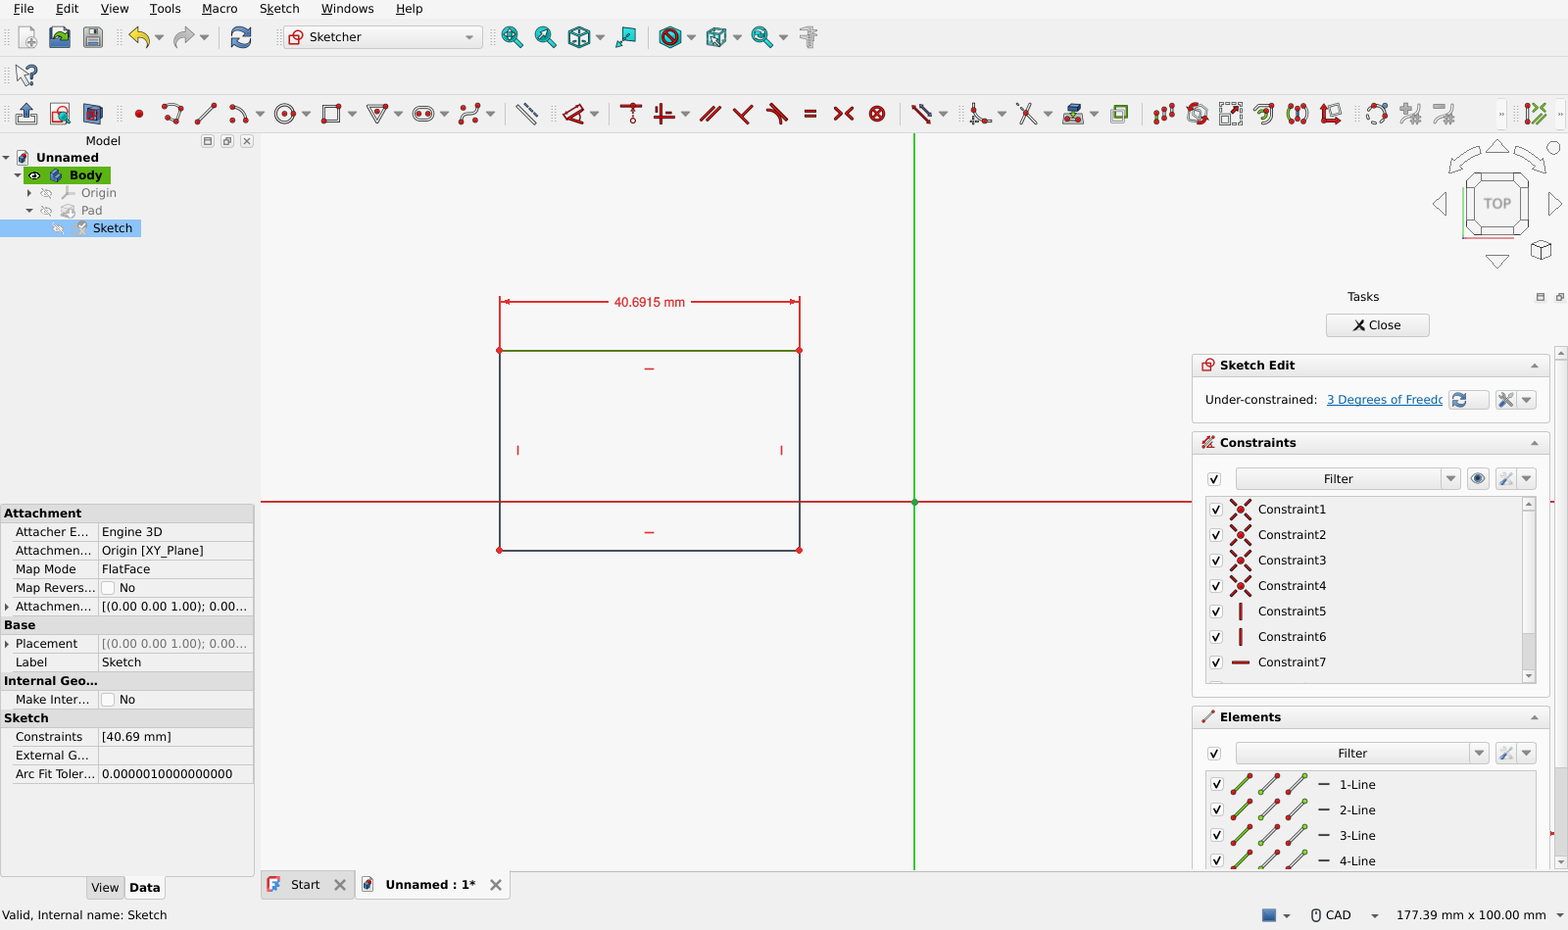 File Edit View Tools Macro Sketch Windows Help
Sketcher
Model
Unnamed
Body
Origin
Pad
Sketch
40.6915 mm
TOP
Tasks
Close
Sketch Edit
Under-constrained: 3 Degrees of Freedo
Constraints
Filter
Constraint1
Constraint2
Constraint3
Constraint4
Constraint5
Constraint6
Constraint7
Elements
Filter
1-Line
2-Line
3-Line
4-Line
Attachment
Attacher E... Engine 3D
Attachmen... Origin [XY_Plane]
Map Mode FlatFace
Map Revers... No
Attachmen... [(0.00 0.00 1.00); 0.00...
Base
Placement [(0.00 0.00 1.00); 0.00...
Label Sketch
Internal Geo...
Make Inter... No
Sketch
Constraints [40.69 mm]
External G...
Arc Fit Toler... 0.0000010000000000
View Data
Start Unnamed : 1*
Valid, Internal name: Sketch
CAD 177.39 mm x 100.00 mm